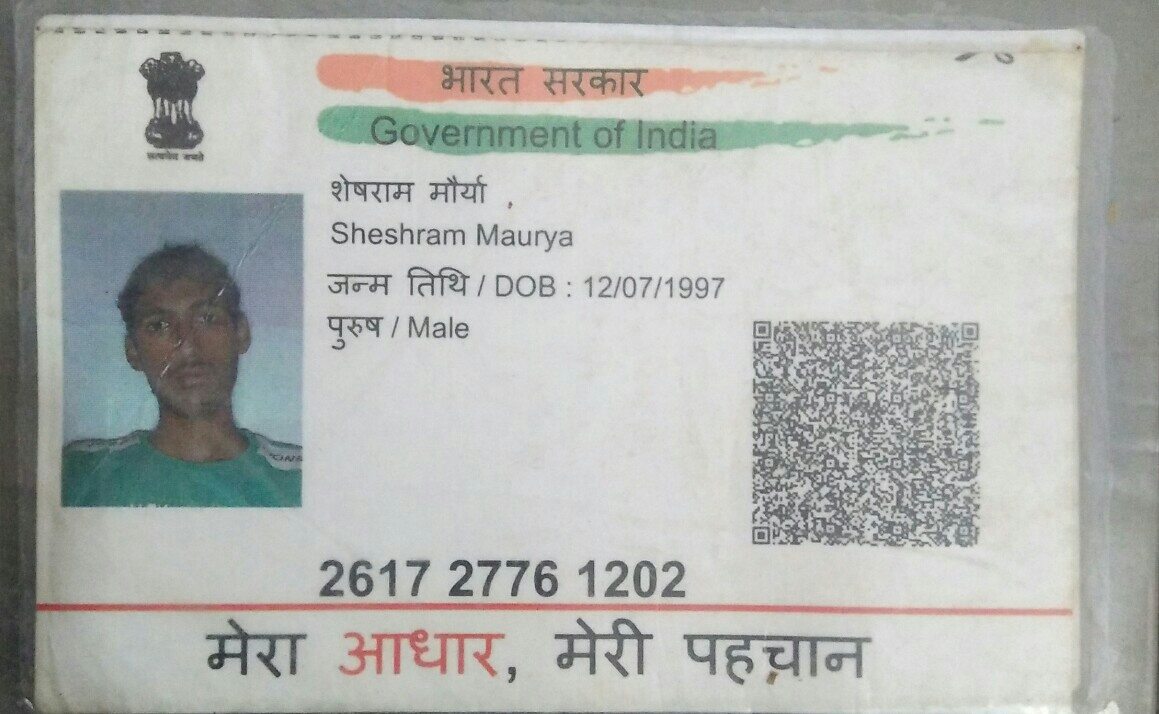 भारत सरकार
Government of India
सत्यमेव जयते
शेषराम मौर्या
Sheshram Maurya
जन्म तिथि / DOB : 12/07/1997
पुरुष / Male
2617 2776 1202
मेरा आधार, मेरी पहचान